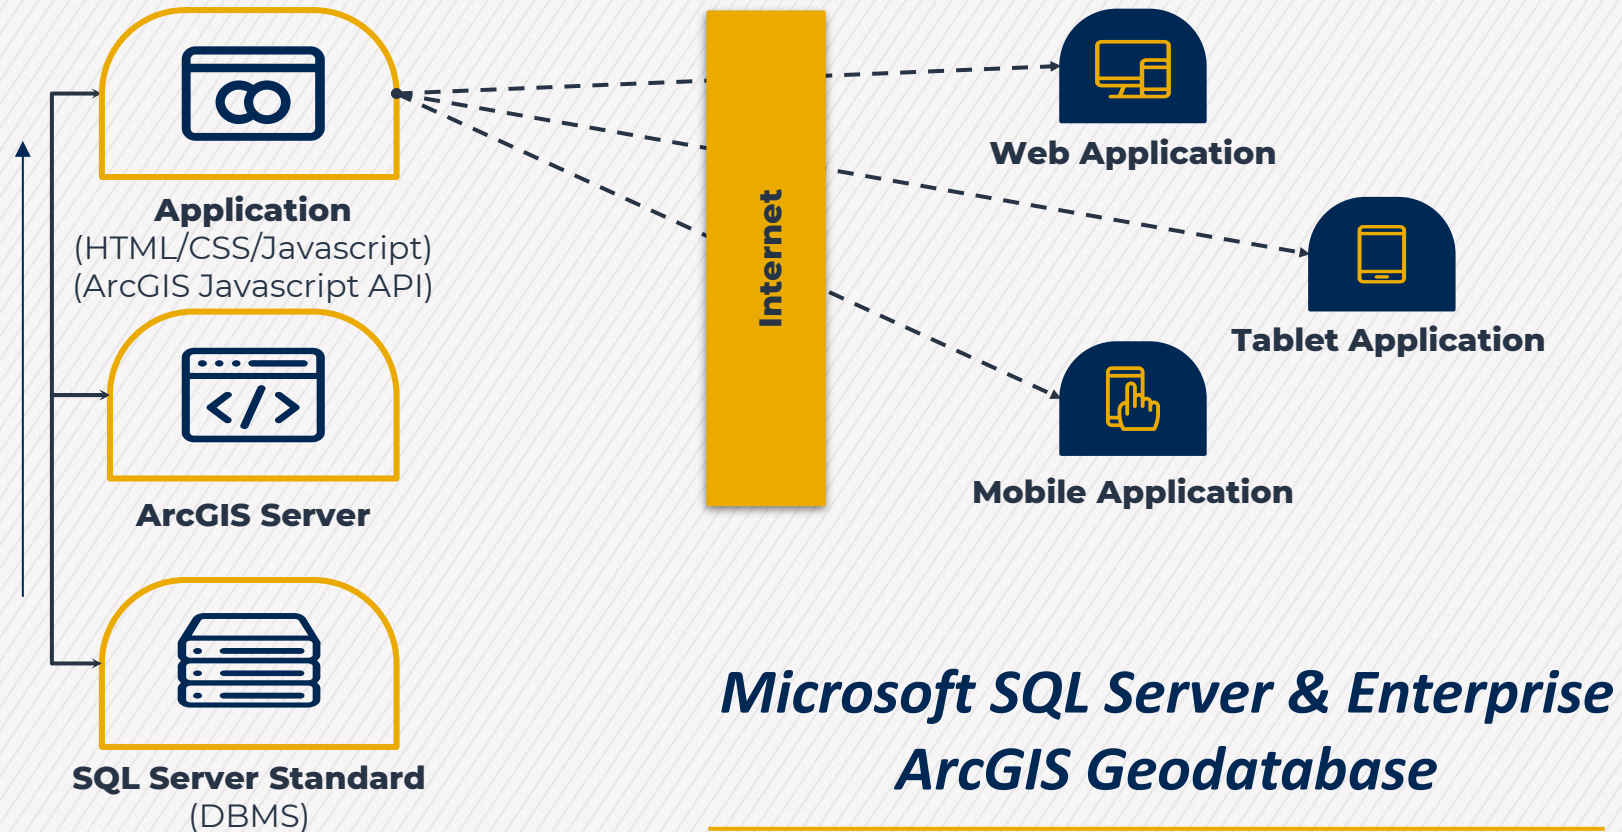 Application
(HTML/CSS/Javascript)
(ArcGIS Javascript API)
</>
ArcGIS Server
SQL Server Standard
(DBMS)
Internet
Web Application
Tablet Application
Mobile Application
Microsoft SQL Server & Enterprise
ArcGIS Geodatabase